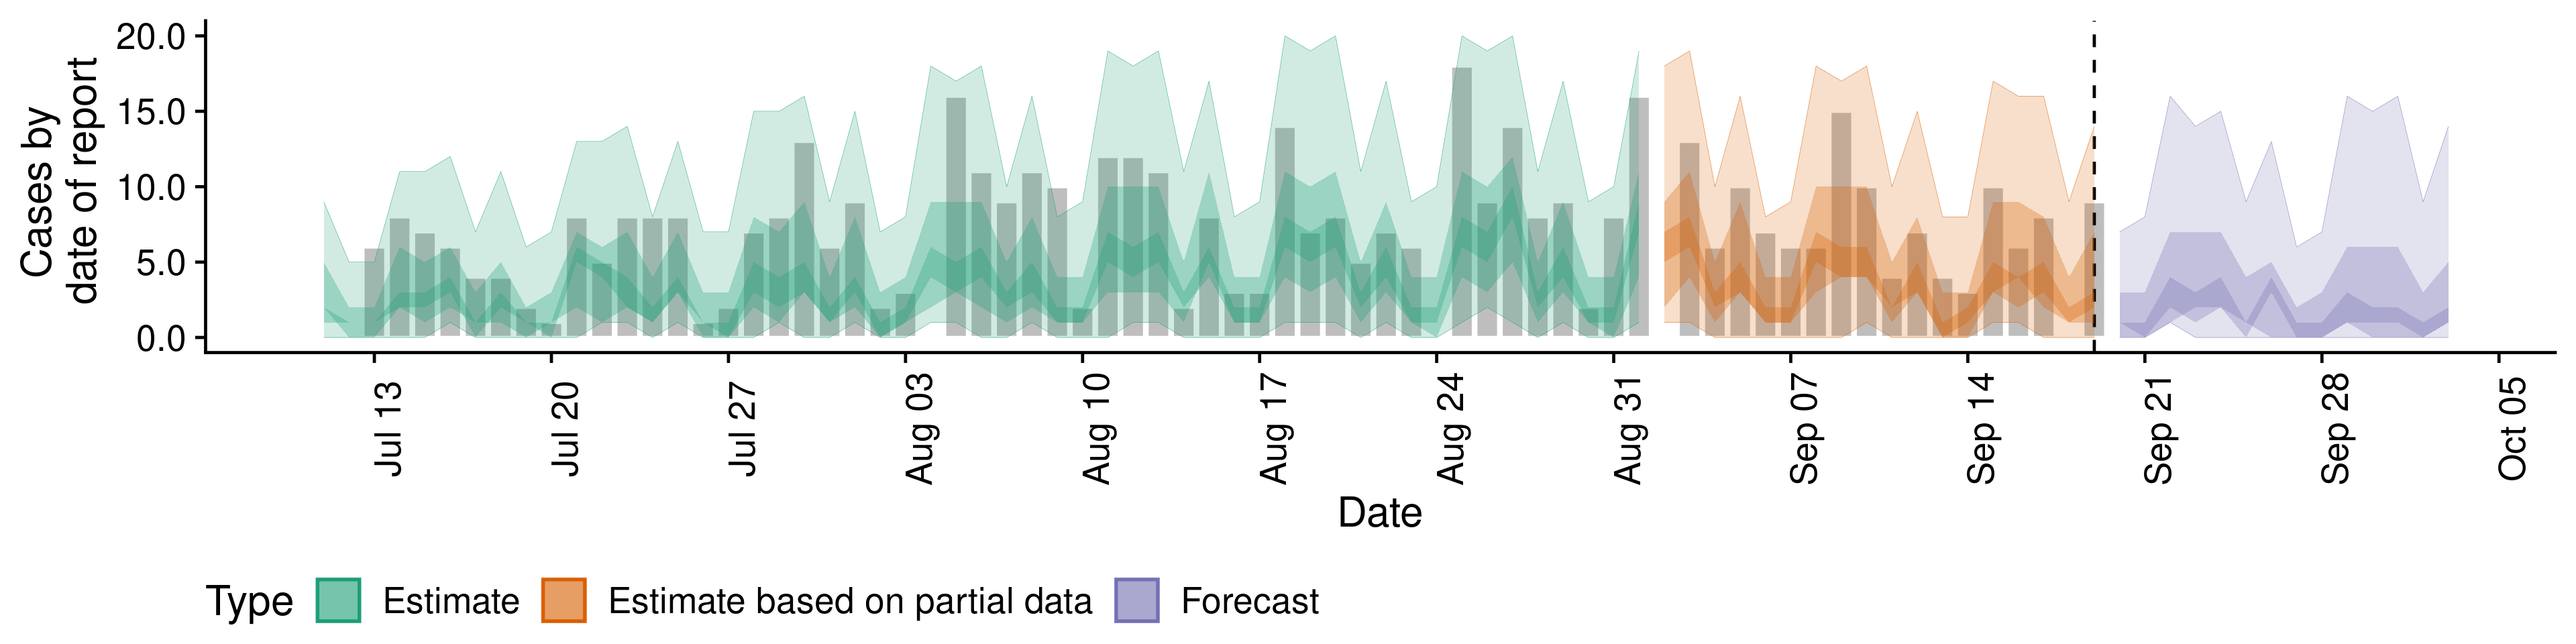 Cases by
date of report
20.0
15.0
10.0
5.0
0.0
Jul 13
Jul 20
Jul 27
Aug 03
Aug 10
Aug 17
Aug 24
Aug 31
Sep 07
Sep 14
Sep 21
Sep 28
Oct 05
Date
Type Estimate Estimate based on partial data Forecast